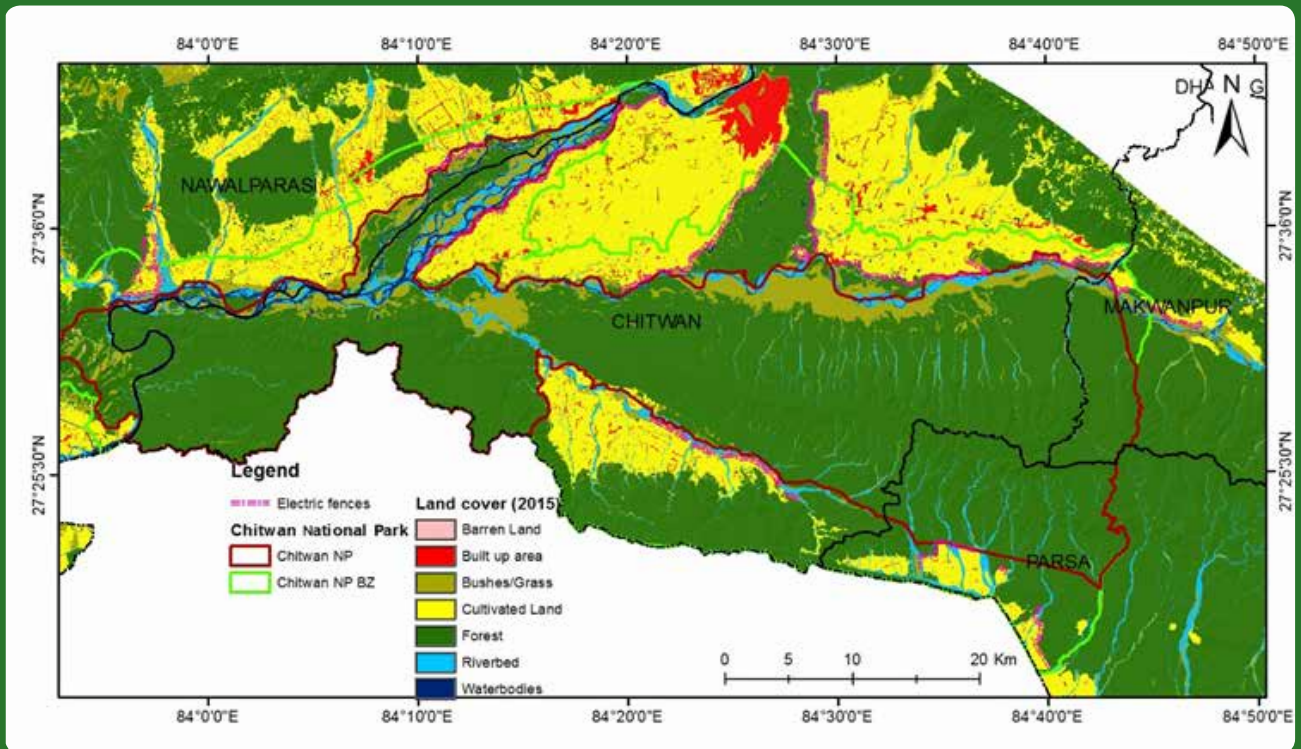 84°0'0"E 84°10'0"E 84°20'0"E 84°30'0"E 84°40'0"E 84°50'0"E
N
NAWALPARASI
27°36'0"N 27°36'0"N
MAKWANPUR
CHITWAN
27°25'30"N 27°25'30"N
Legend
Electric fences
Chitwan National Park
Chitwan NP
Chitwan NP BZ
Land cover (2015)
Barren Land
Built up area
Bushes/Grass
Cultivated Land
Forest
Riverbed
Waterbodies
PARSA
0 5 10 20 Km
84°0'0"E 84°10'0"E 84°20'0"E 84°30'0"E 84°40'0"E 84°50'0"E